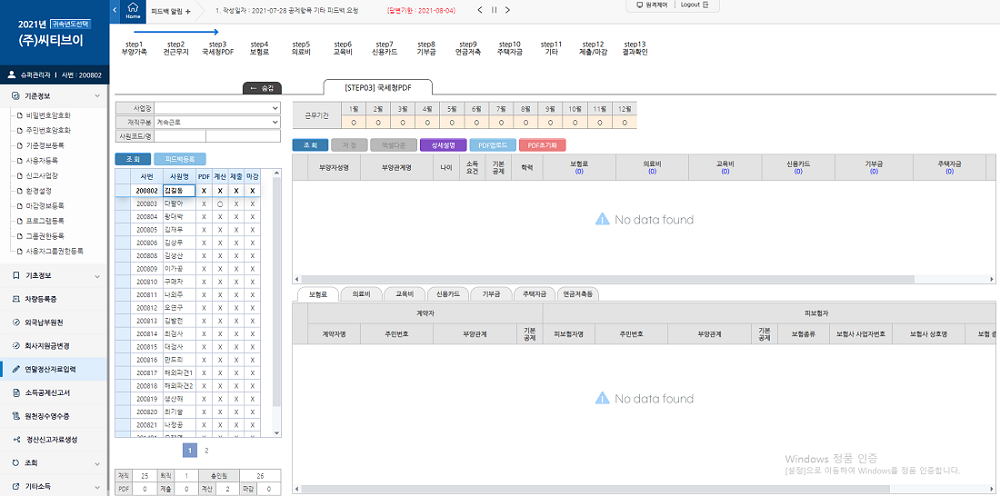 2021년 귀속년도선택
(주)씨티브이
슈퍼관리자 / 사번 : 200802
Home
피드백 알림 +
1. 작성일자 : 2021-07-28 공제항목 기타 피드백 요청
(답변기한 : 2021-08-04)
원격제어
Logout
step1 step2 step3 step4 step5 step6 step7 step8 step9 step10 step11 step12 step13
부양가족 전근무지 국세청PDF 보험료 의료비 교육비 신용카드 기부금 연금저축 주택자금 기타 제출/마감 결과확인
기준정보
비밀번호암호화
주민번호암호화
기준정보등록
사용자등록
신고사업장
환경설정
마감정보등록
프로그램등록
그룹권한등록
사용자그룹권한등록
기초정보
차량등록증
외국납부원천
회사지원금변경
연말정산자료입력
소득공제신고서
원천징수영수증
정산신고자료생성
조회
기타소득
← 숨김
사업장
재직구분 계속근로
사원코드/명
조 회 피드백등록
사번 사원명 PDF 계산 제출 마감
200802 김길동 X X X X
200803 다팔아 X ○ X X
200804 왕대박 X X X X
200805 김재무 X X X X
200806 김상무 X X X X
200808 김생산 X X X X
200809 이가공 X X X X
200810 구매자 X X X X
200811 나외주 X X X X
200812 오연구 X X X X
200813 김발전 X X X X
200814 최검사 X X X X
200815 대검사 X X X X
200816 만드리 X X X X
200817 해외파견1 X X X X
200818 해외파견2 X X X X
200819 생산해 X X X X
200820 최기술 X X X X
200821 나정공 X X X X
1 2
재직 25 퇴직 1 총인원 26
PDF 0 제출 0 계산 2 마감 0
[STEP03] 국세청PDF
근무기간
1월 2월 3월 4월 5월 6월 7월 8월 9월 10월 11월 12월
○ ○ ○ ○ ○ ○ ○ ○ ○ ○ ○ ○
조 회 저 장 엑셀다운 상세설명 PDF업로드 PDF초기화
부양자성명 부양관계명 나이 소득요건 기본공제 학력 보험료 의료비 교육비 신용카드 기부금 주택자금
(0) (0) (0) (0) (0) (0)
No data found
보험료 의료비 교육비 신용카드 기부금 주택자금 연금저축등
계약자 피보험자
계약자명 주민번호 부양관계 기본공제 피보험자명 주민번호 부양관계 기본공제 보험종류 보험사 사업자번호 보험사 상호명 보험 증
No data found
Windows 정품 인증
[설정]으로 이동하여 Windows를 정품 인증합니다.